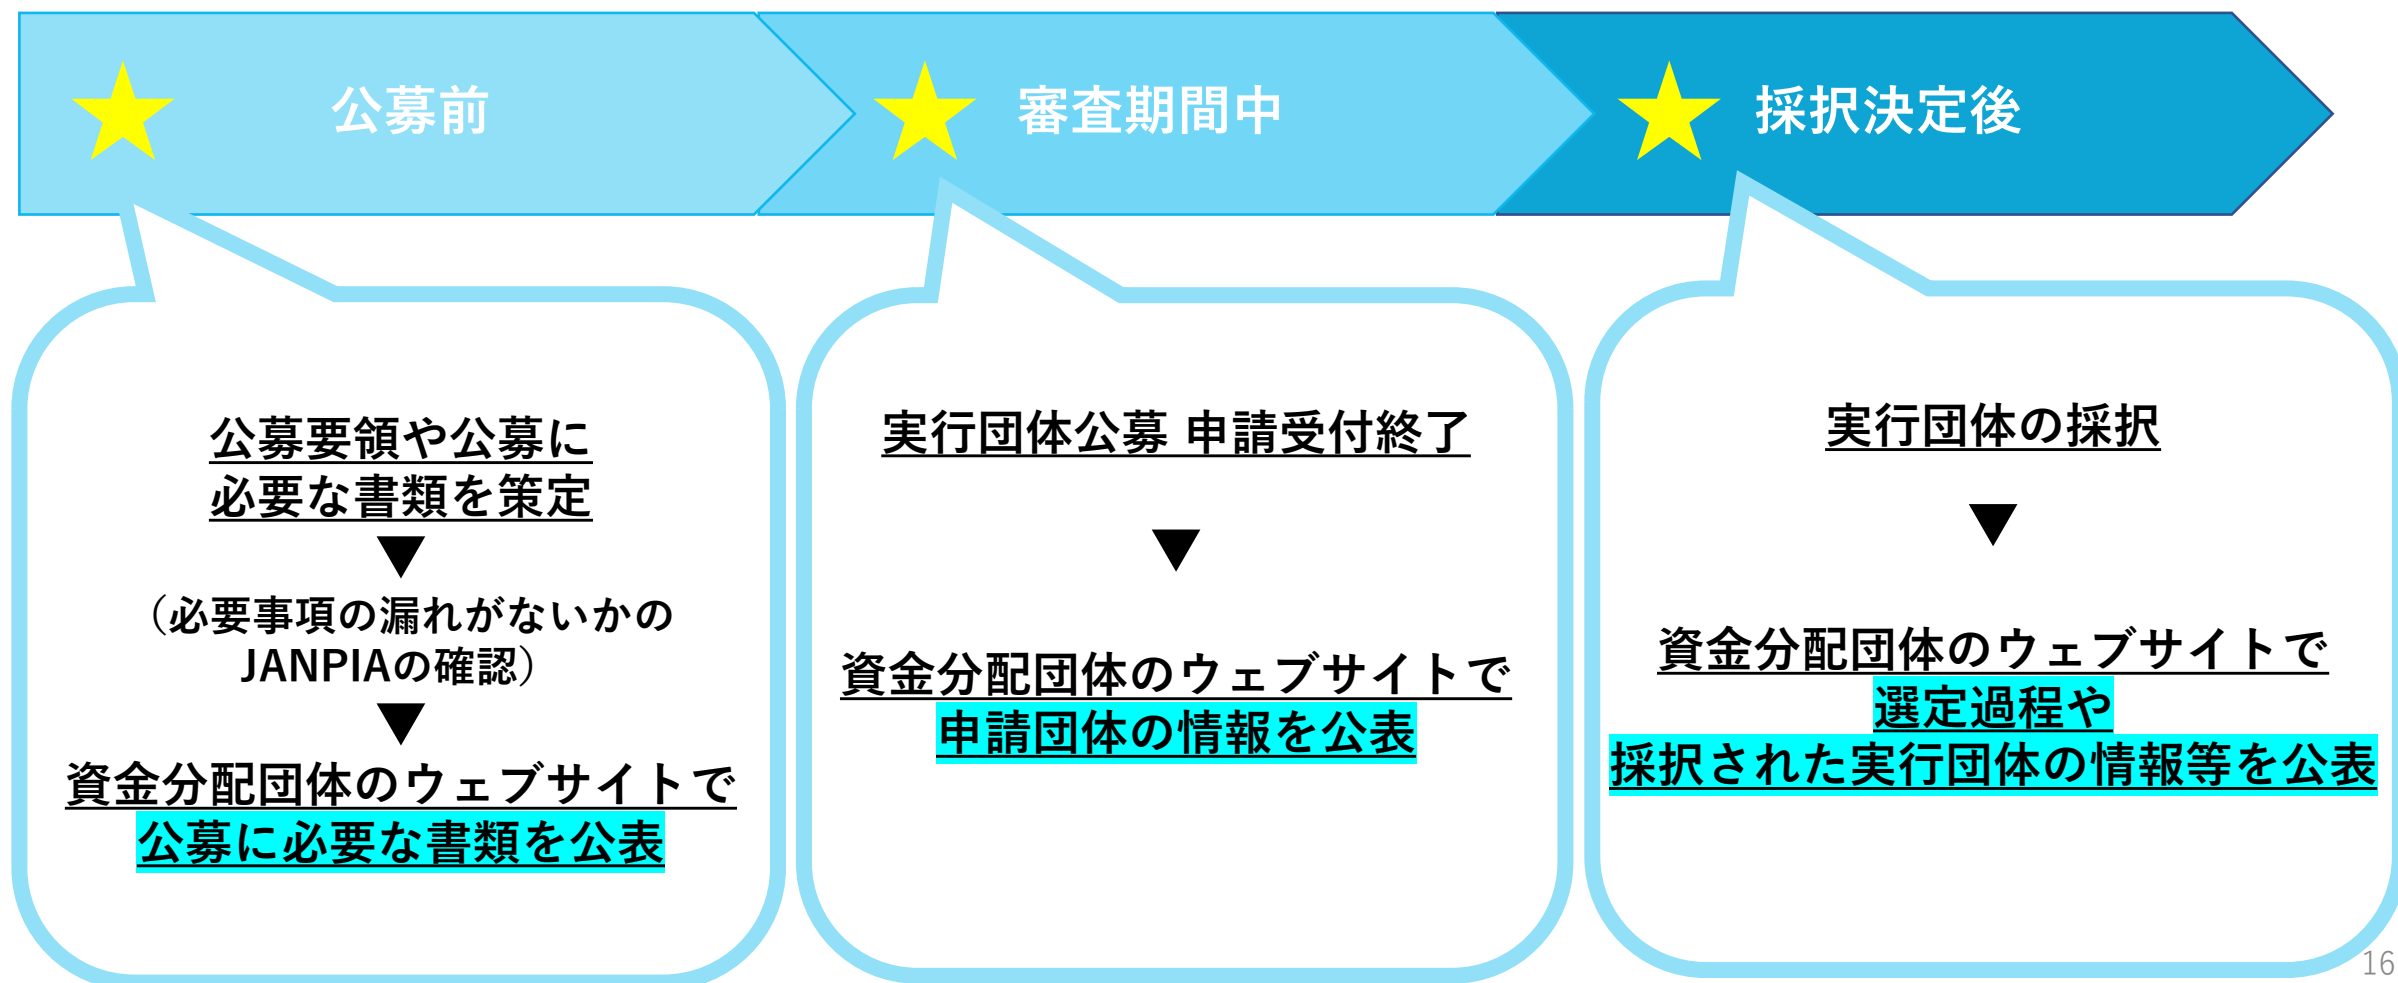 公募前
審査期間中
採択決定後
公募要領や公募に
必要な書類を策定
▼
（必要事項の漏れがないかの
JANPIAの確認）
▼
資金分配団体のウェブサイトで
公募に必要な書類を公表
実行団体公募 申請受付終了
▼
資金分配団体のウェブサイトで
申請団体の情報を公表
実行団体の採択
▼
資金分配団体のウェブサイトで
選定過程や
採択された実行団体の情報等を公表
16